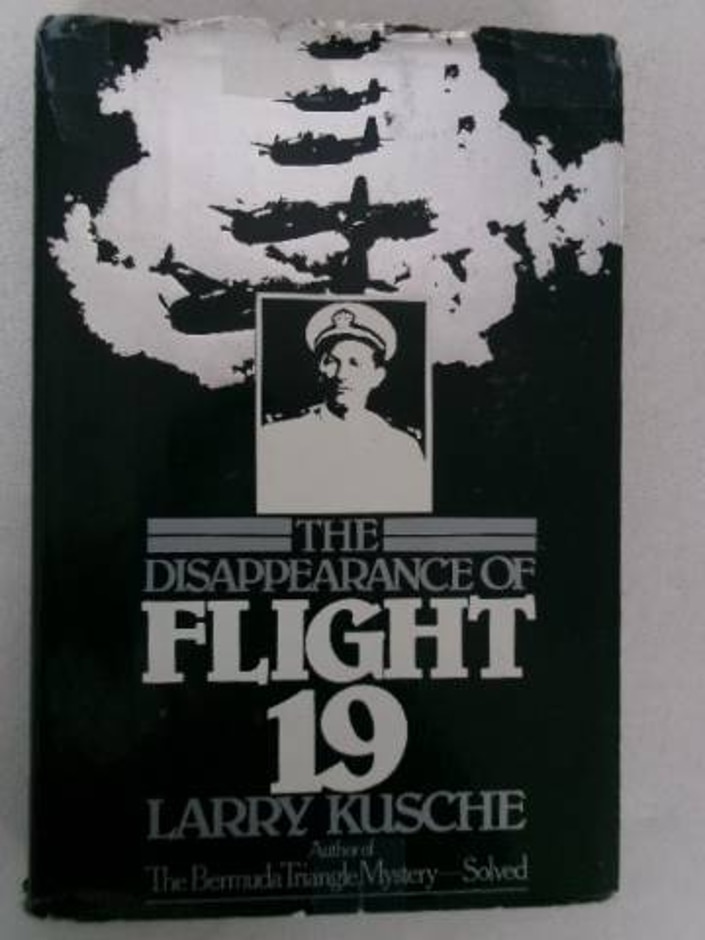 THE
DISAPPEARANCE OF
FLIGHT
19
LARRY KUSCHE
Author of
The Bermuda Triangle Mystery—Solved